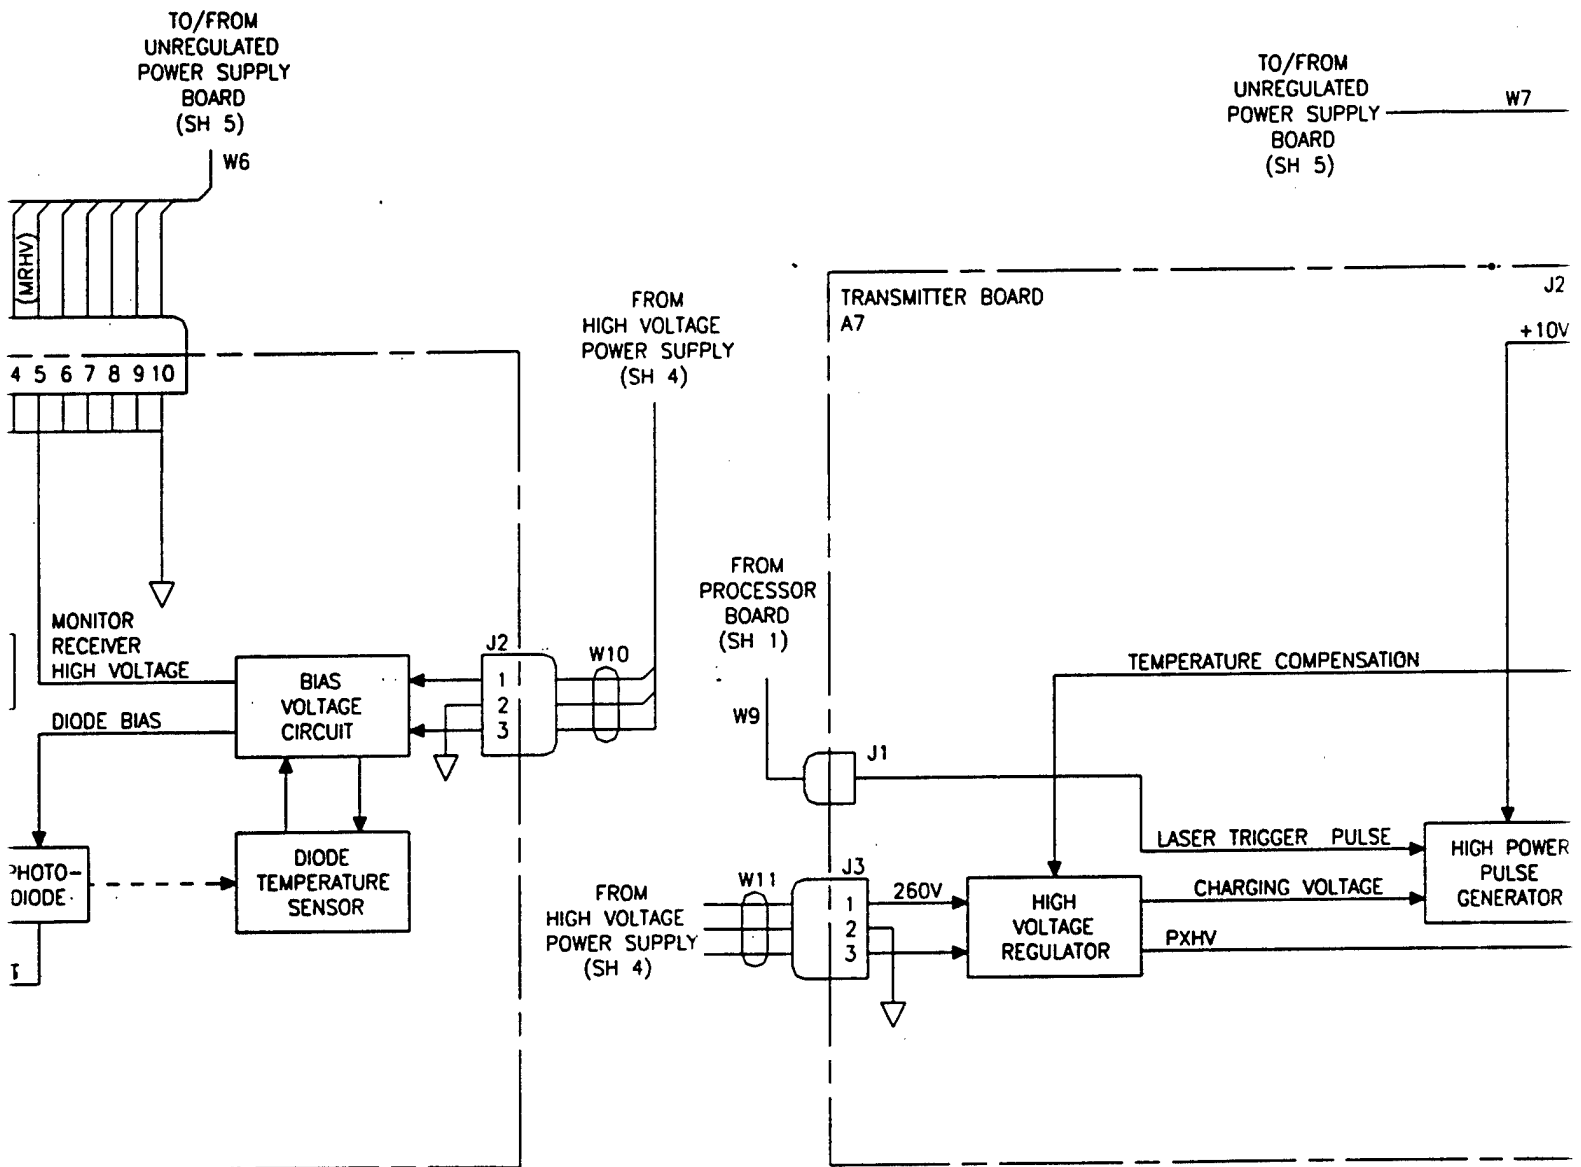 TO/FROM
UNREGULATED
POWER SUPPLY
BOARD
(SH 5)
W6
(MRHV)
4 5 6 7 8 9 10
MONITOR
RECEIVER
HIGH VOLTAGE
DIODE BIAS
BIAS
VOLTAGE
CIRCUIT
J2
1
2
3
W10
FROM
HIGH VOLTAGE
POWER SUPPLY
(SH 4)
PHOTO-
DIODE
DIODE
TEMPERATURE
SENSOR
TO/FROM
UNREGULATED
POWER SUPPLY
BOARD
(SH 5)
W7
TRANSMITTER BOARD
A7
J2
+10V
FROM
PROCESSOR
BOARD
(SH 1)
W9
J1
TEMPERATURE COMPENSATION
LASER TRIGGER PULSE
HIGH POWER
PULSE
GENERATOR
FROM
HIGH VOLTAGE
POWER SUPPLY
(SH 4)
W11
J3
1
2
3
260V
HIGH
VOLTAGE
REGULATOR
CHARGING VOLTAGE
PXHV